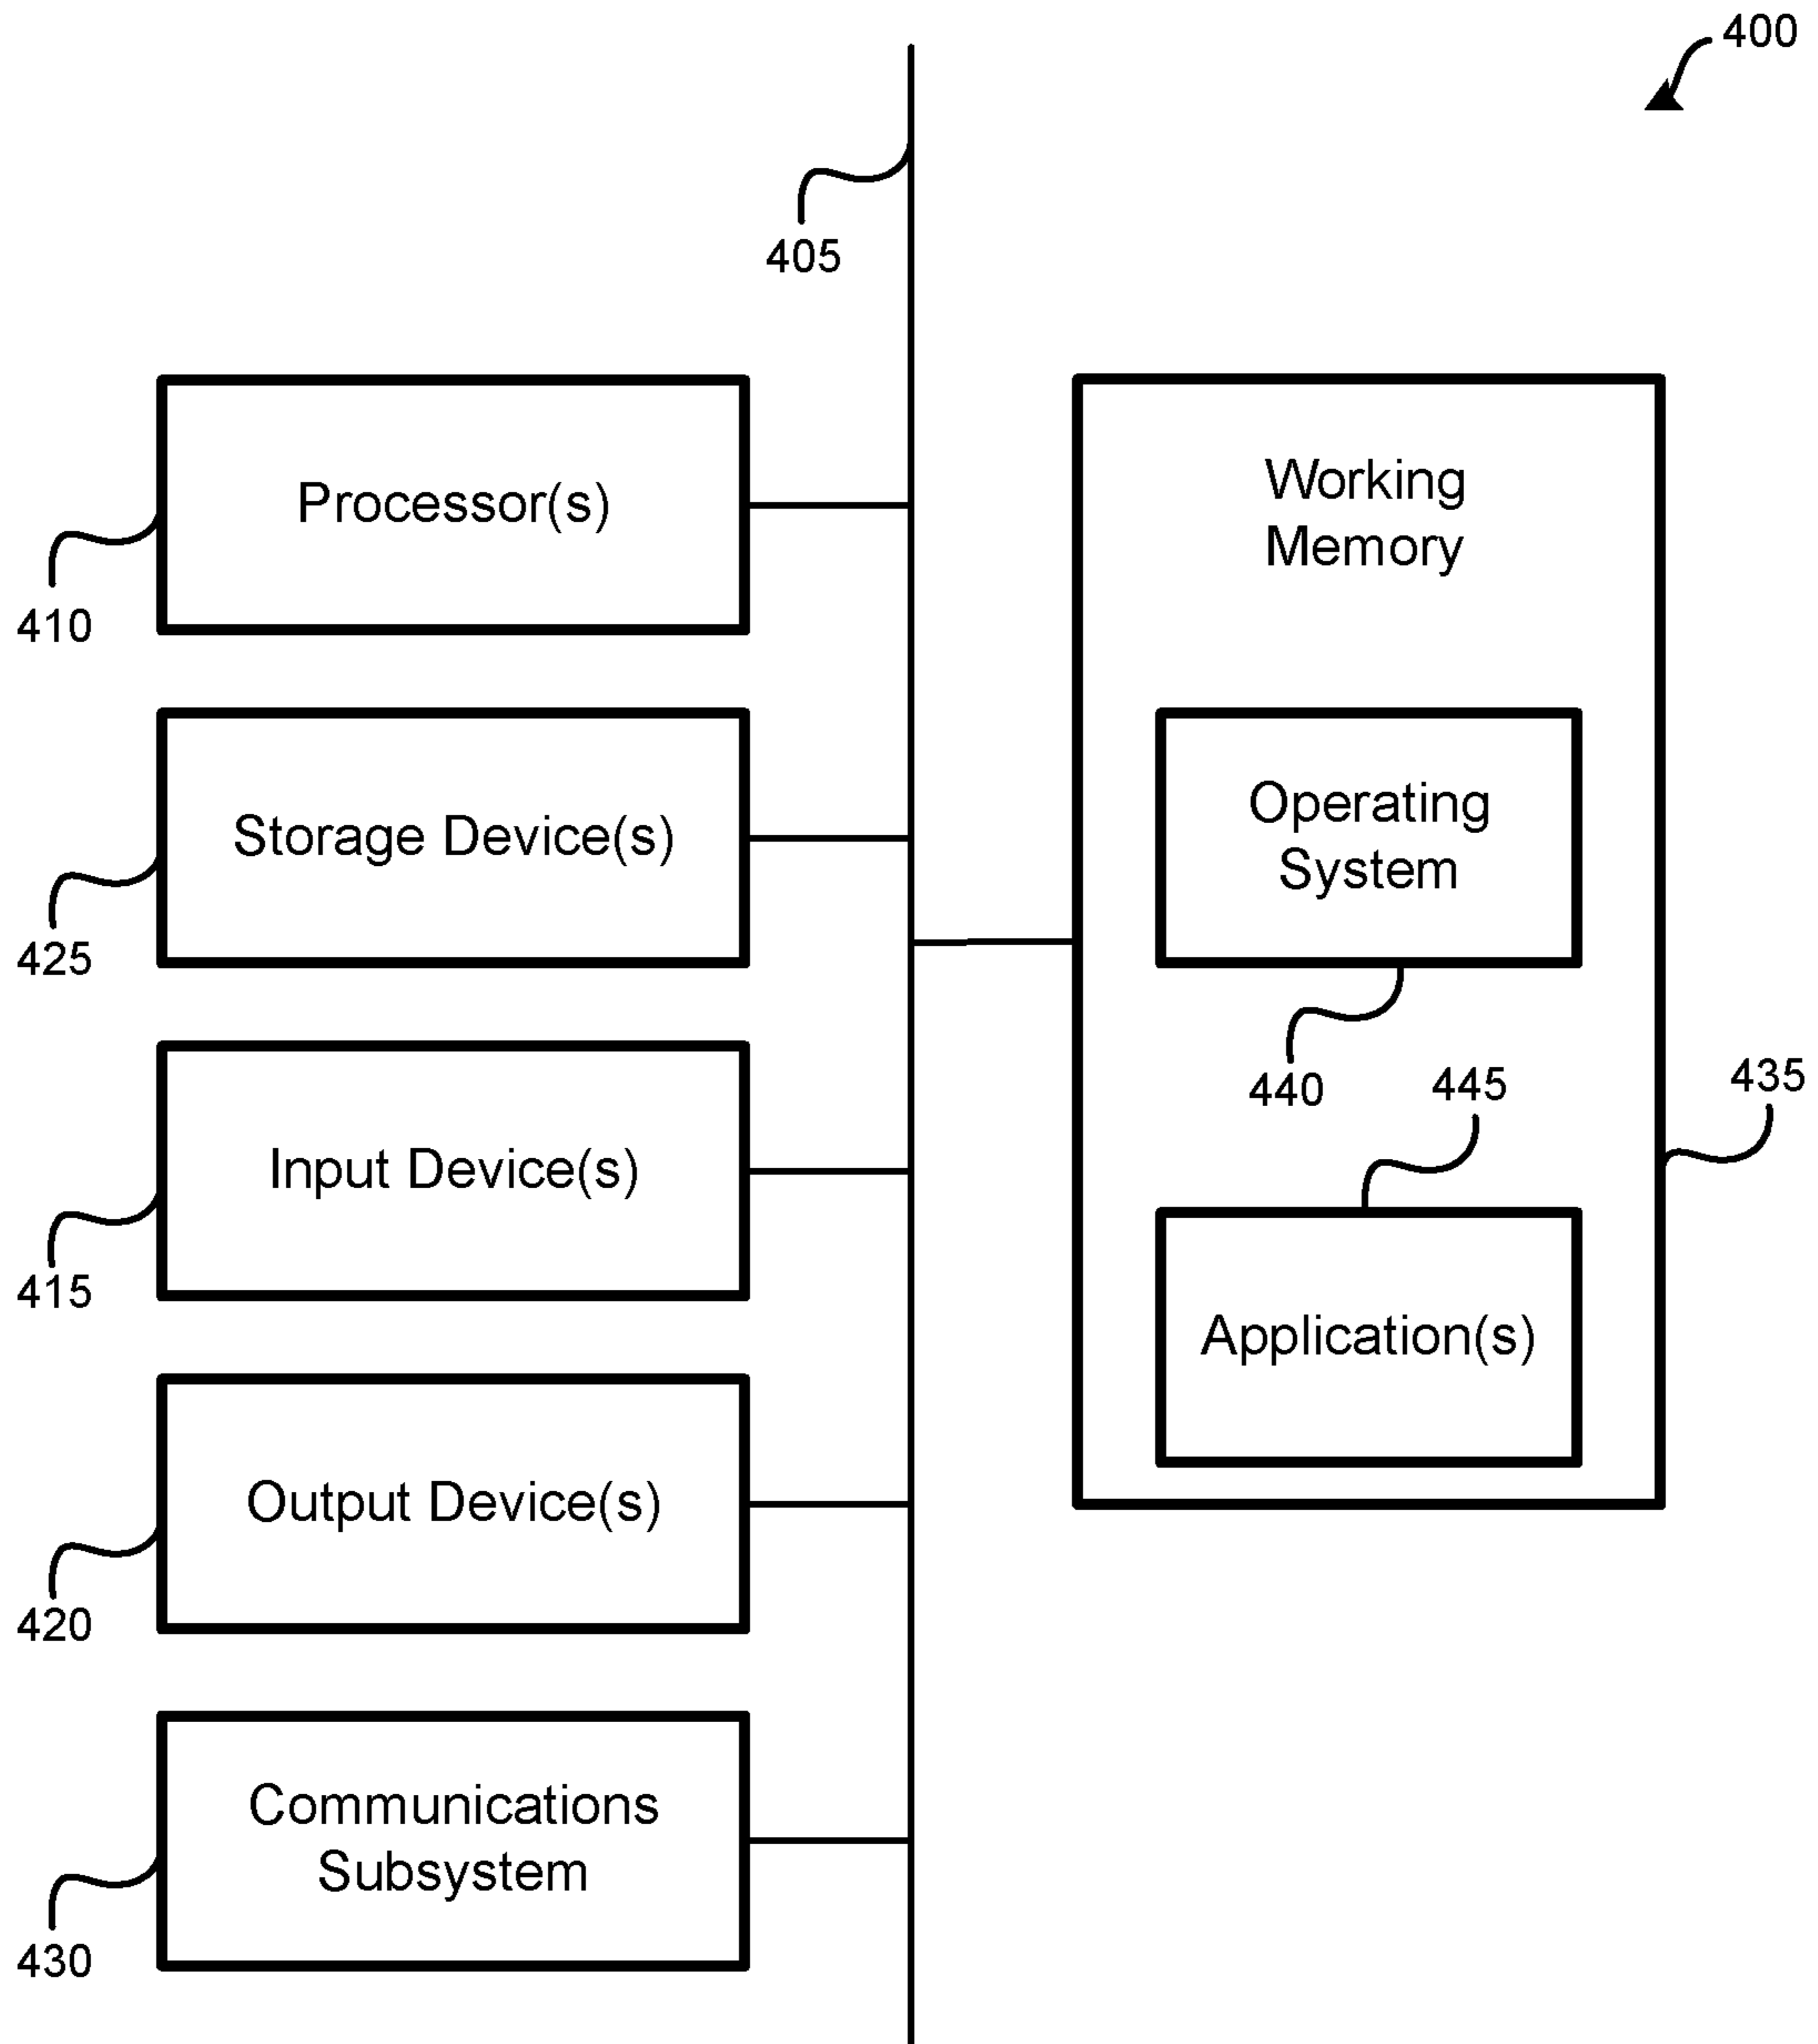 400
405
Processor(s)
410
Working
Memory
Storage Device(s)
425
Operating
System
440
Input Device(s)
415
445
435
Application(s)
Output Device(s)
420
Communications
Subsystem
430